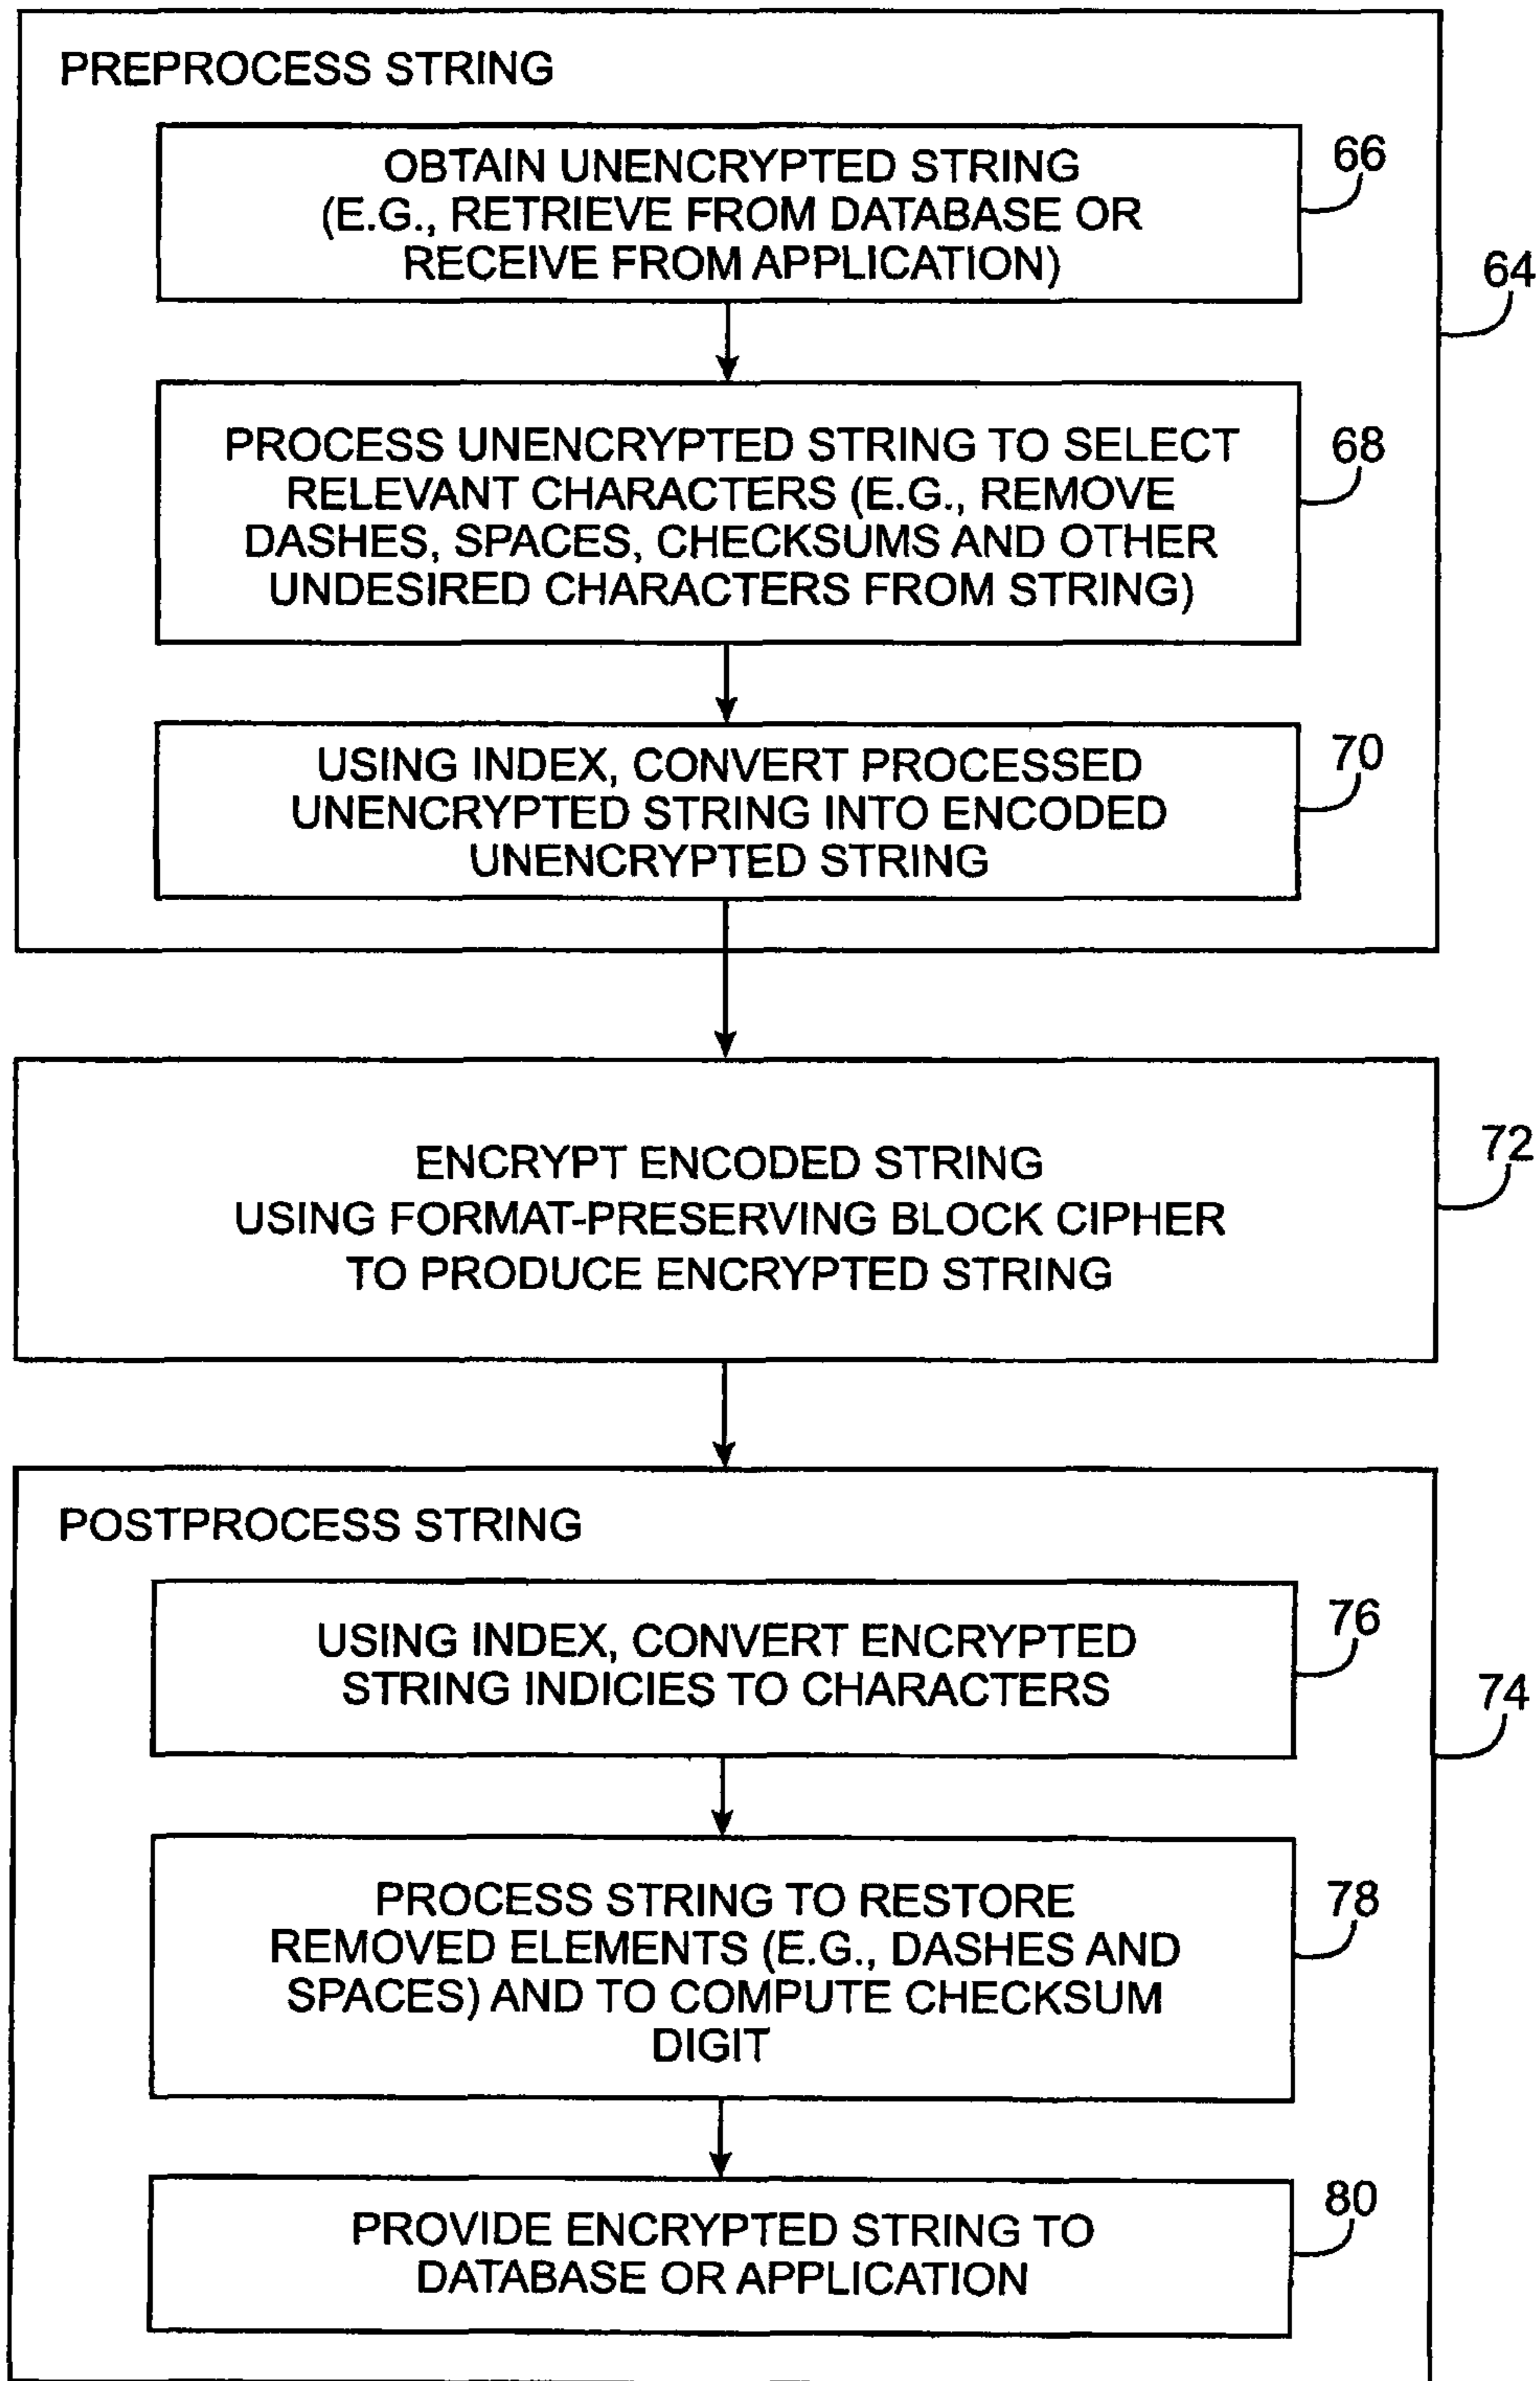 PREPROCESS STRING
OBTAIN UNENCRYPTED STRING
(E.G., RETRIEVE FROM DATABASE OR
RECEIVE FROM APPLICATION)
66
64
PROCESS UNENCRYPTED STRING TO SELECT
RELEVANT CHARACTERS (E.G., REMOVE
DASHES, SPACES, CHECKSUMS AND OTHER
UNDESIRED CHARACTERS FROM STRING)
68
USING INDEX, CONVERT PROCESSED
UNENCRYPTED STRING INTO ENCODED
UNENCRYPTED STRING
70
ENCRYPT ENCODED STRING
USING FORMAT-PRESERVING BLOCK CIPHER
TO PRODUCE ENCRYPTED STRING
72
POSTPROCESS STRING
USING INDEX, CONVERT ENCRYPTED
STRING INDICIES TO CHARACTERS
76
74
PROCESS STRING TO RESTORE
REMOVED ELEMENTS (E.G., DASHES AND
SPACES) AND TO COMPUTE CHECKSUM
DIGIT
78
PROVIDE ENCRYPTED STRING TO
DATABASE OR APPLICATION
80